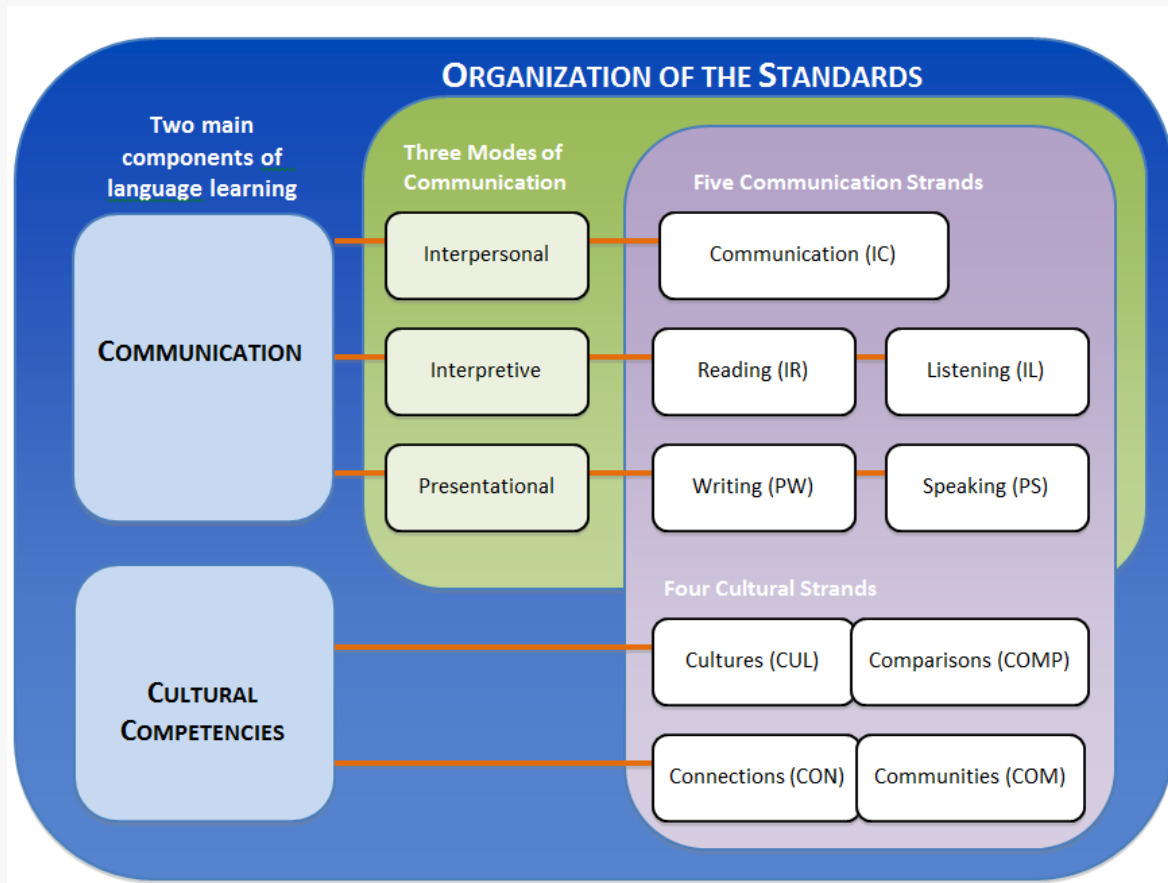 ORGANIZATION OF THE STANDARDS
Two main
components of
language learning
Three Modes of
Communication
Five Communication Strands
COMMUNICATION
Interpersonal
Communication (IC)
Interpretive
Reading (IR)
Listening (IL)
Presentational
Writing (PW)
Speaking (PS)
CULTURAL
COMPETENCIES
Four Cultural Strands
Cultures (CUL)
Comparisons (COMP)
Connections (CON)
Communities (COM)